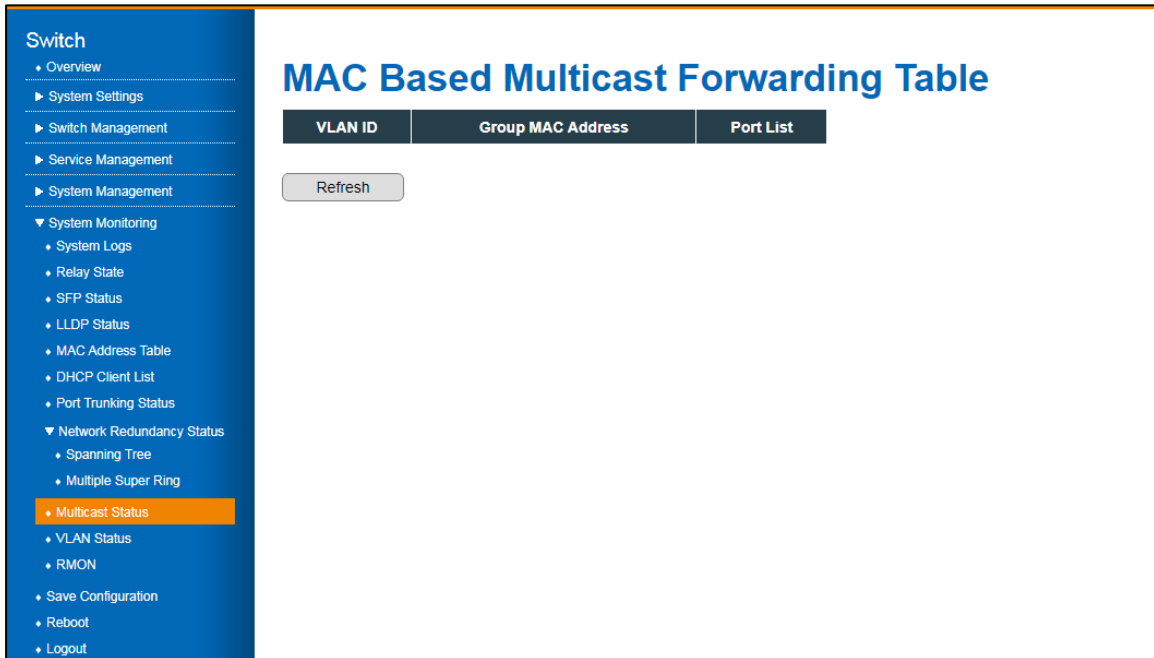 Switch
Overview
System Settings
Switch Management
Service Management
System Management
System Monitoring
System Logs
Relay State
SFP Status
LLDP Status
MAC Address Table
DHCP Client List
Port Trunking Status
Network Redundancy Status
Spanning Tree
Multiple Super Ring
Multicast Status
VLAN Status
RMON
Save Configuration
Reboot
Logout
MAC Based Multicast Forwarding Table
VLAN ID Group MAC Address Port List
Refresh